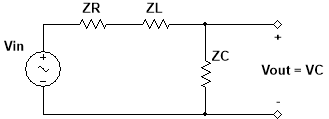 ZR ZL
+
Vin
+
ZC
Vout = VC
-
-